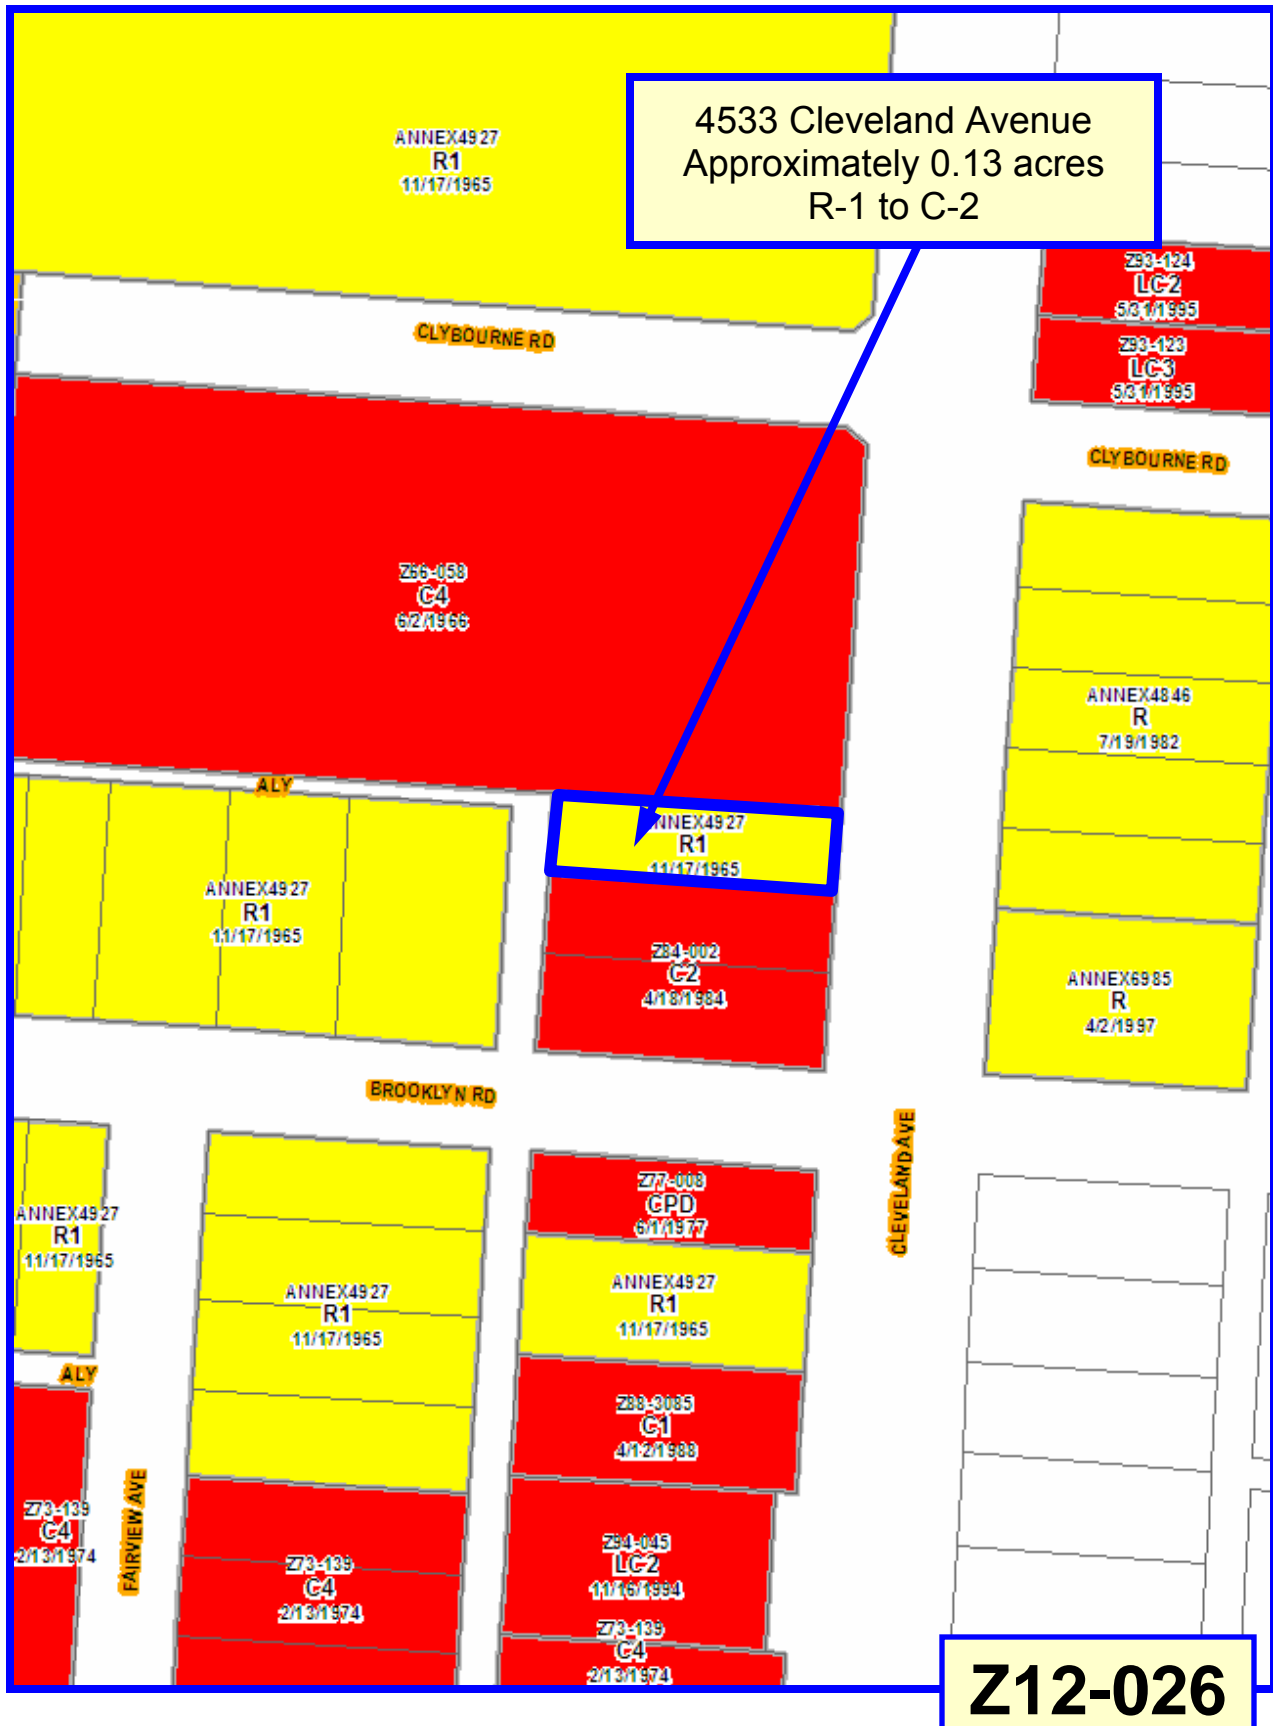 ANNEX4927
R1
11/17/1965
4533 Cleveland Avenue
Approximately 0.13 acres
R-1 to C-2
Z93-124
LC2
5/31/1995
Z93-123
LC3
5/31/1995
CLYBOURNE RD
CLYBOURNE RD
Z66-058
C4
6/2/1966
ANNEX4846
R
7/19/1982
ALY
NNEX4927
R1
11/17/1965
ANNEX4927
R1
11/17/1965
Z84-002
C2
4/18/1984
ANNEX6985
R
4/2/1997
BROOKLYN RD
CLEVELAND AVE
Z77-008
CPD
6/1/1977
ANNEX4927
R1
11/17/1965
ANNEX4927
R1
11/17/1965
ANNEX4927
R1
11/17/1965
ALY
Z88-3085
C1
4/12/1988
FAIRVIEW AVE
Z73-139
C4
2/13/1974
Z73-139
C4
2/13/1974
Z94-045
LC2
11/16/1994
Z73-139
C4
2/13/1974
Z12-026